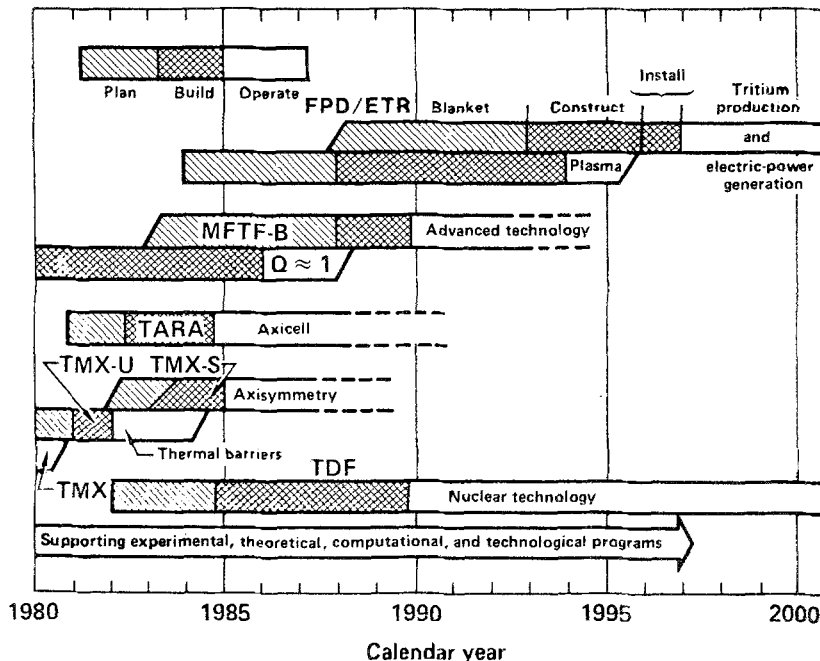 Plan Build Operate
Install
FPD/ETR Blanket Construct Tritium
production
and
Plasma electric-power
generation
MFTF-B Advanced technology
Q ≈ 1
TARA Axicell
TMX-U TMX-S
Axisymmetry
Thermal barriers
TMX TDF
Nuclear technology
Supporting experimental, theoretical, computational, and technological programs
1980 1985 1990 1995 2000
Calendar year